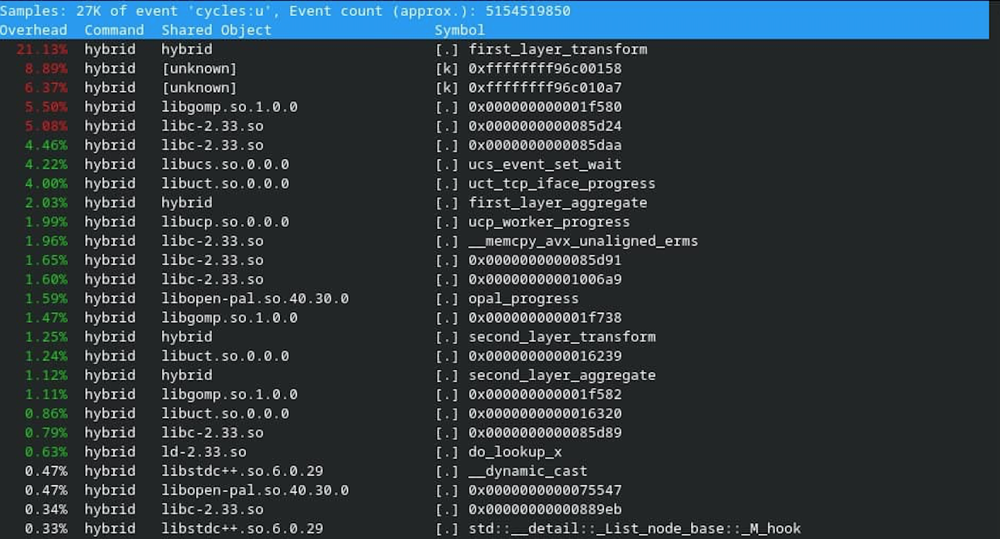 Samples: 27K of event 'cycles:u', Event count (approx.): 5154519850
Overhead  Command  Shared Object  Symbol
21.13%  hybrid  hybrid  [.] first_layer_transform
8.89%  hybrid  [unknown]  [k] 0xffffffff96c00158
6.37%  hybrid  [unknown]  [k] 0xffffffff96c010a7
5.50%  hybrid  libgomp.so.1.0.0  [.] 0x000000000001f580
5.08%  hybrid  libc-2.33.so  [.] 0x0000000000085d24
4.46%  hybrid  libc-2.33.so  [.] 0x0000000000085daa
4.22%  hybrid  libucs.so.0.0.0  [.] ucs_event_set_wait
4.00%  hybrid  libuct.so.0.0.0  [.] uct_tcp_iface_progress
2.03%  hybrid  hybrid  [.] first_layer_aggregate
1.99%  hybrid  libucp.so.0.0.0  [.] ucp_worker_progress
1.96%  hybrid  libc-2.33.so  [.] __memcpy_avx_unaligned_erms
1.65%  hybrid  libc-2.33.so  [.] 0x0000000000085d91
1.60%  hybrid  libc-2.33.so  [.] 0x00000000001006a9
1.59%  hybrid  libopen-pal.so.40.30.0  [.] opal_progress
1.47%  hybrid  libgomp.so.1.0.0  [.] 0x000000000001f738
1.25%  hybrid  hybrid  [.] second_layer_transform
1.24%  hybrid  libuct.so.0.0.0  [.] 0x0000000000016239
1.12%  hybrid  hybrid  [.] second_layer_aggregate
1.11%  hybrid  libgomp.so.1.0.0  [.] 0x000000000001f582
0.86%  hybrid  libuct.so.0.0.0  [.] 0x0000000000016320
0.79%  hybrid  libc-2.33.so  [.] 0x0000000000085d89
0.63%  hybrid  ld-2.33.so  [.] do_lookup_x
0.47%  hybrid  libstdc++.so.6.0.29  [.] __dynamic_cast
0.47%  hybrid  libopen-pal.so.40.30.0  [.] 0x0000000000075547
0.34%  hybrid  libc-2.33.so  [.] 0x00000000000889eb
0.33%  hybrid  libstdc++.so.6.0.29  [.] std::__detail::_List_node_base::_M_hook